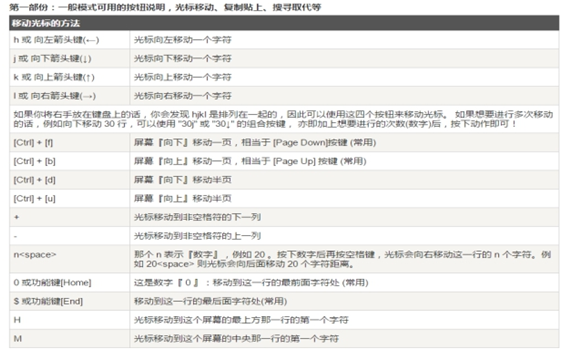 第一部份：一般模式可用的按钮说明，光标移动、复制贴上、搜寻取代等
移动光标的方法
h 或 向左箭头键(←) 光标向左移动一个字符
j 或 向下箭头键(↓) 光标向下移动一个字符
k 或 向上箭头键(↑) 光标向上移动一个字符
l 或 向右箭头键(→) 光标向右移动一个字符
如果你将右手放在键盘上的话，你会发现 hjkl 是排列在一起的，因此可以使用这四个按钮来移动光标。 如果想要进行多次移动
的话，例如向下移动 30 行，可以使用 "30j" 或 "30↓" 的组合按键， 亦即加上想要进行的次数(数字)后，按下动作即可！
[Ctrl] + [f] 屏幕『向下』移动一页，相当于 [Page Down]按键 (常用)
[Ctrl] + [b] 屏幕『向上』移动一页，相当于 [Page Up] 按键 (常用)
[Ctrl] + [d] 屏幕『向下』移动半页
[Ctrl] + [u] 屏幕『向上』移动半页
+ 光标移动到非空格符的下一列
- 光标移动到非空格符的上一列
n<space> 那个 n 表示『数字』，例如 20 。按下数字后再按空格键，光标会向右移动这一行的 n 个字符。例
如 20<space> 则光标会向后面移动 20 个字符距离。
0 或功能键[Home] 这是数字『 0 』：移动到这一行的最前面字符处 (常用)
$ 或功能键[End] 移动到这一行的最后面字符处(常用)
H 光标移动到这个屏幕的最上方那一行的第一个字符
M 光标移动到这个屏幕的中央那一行的第一个字符